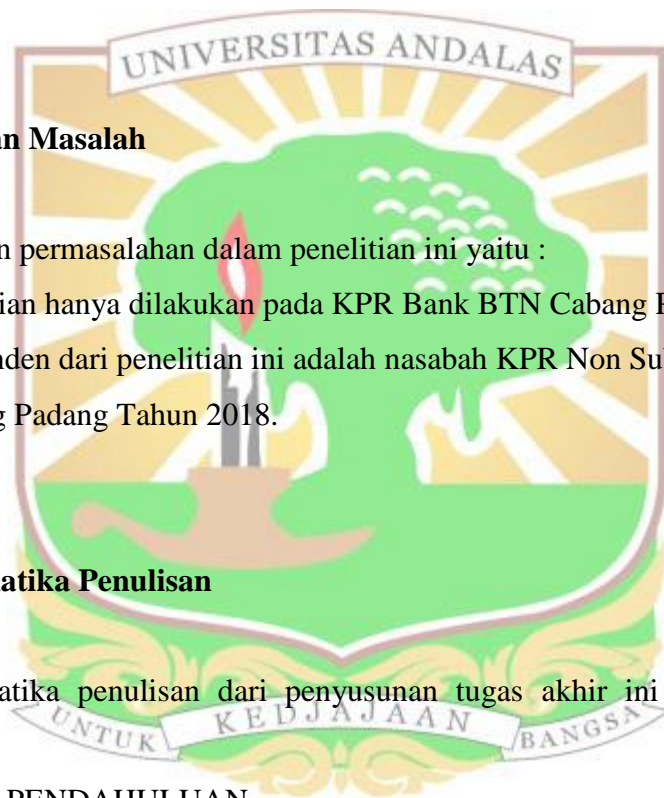 UNIVERSITAS ANDALAS
an Masalah
n permasalahan dalam penelitian ini yaitu :
ian hanya dilakukan pada KPR Bank BTN Cabang
nden dari penelitian ini adalah nasabah KPR Non Su
g Padang Tahun 2018.
atika Penulisan
atika penulisan dari penyusunan tugas akhir ini
UNTUK KEDJAJAAN BANGSA
PENDAHULUAN